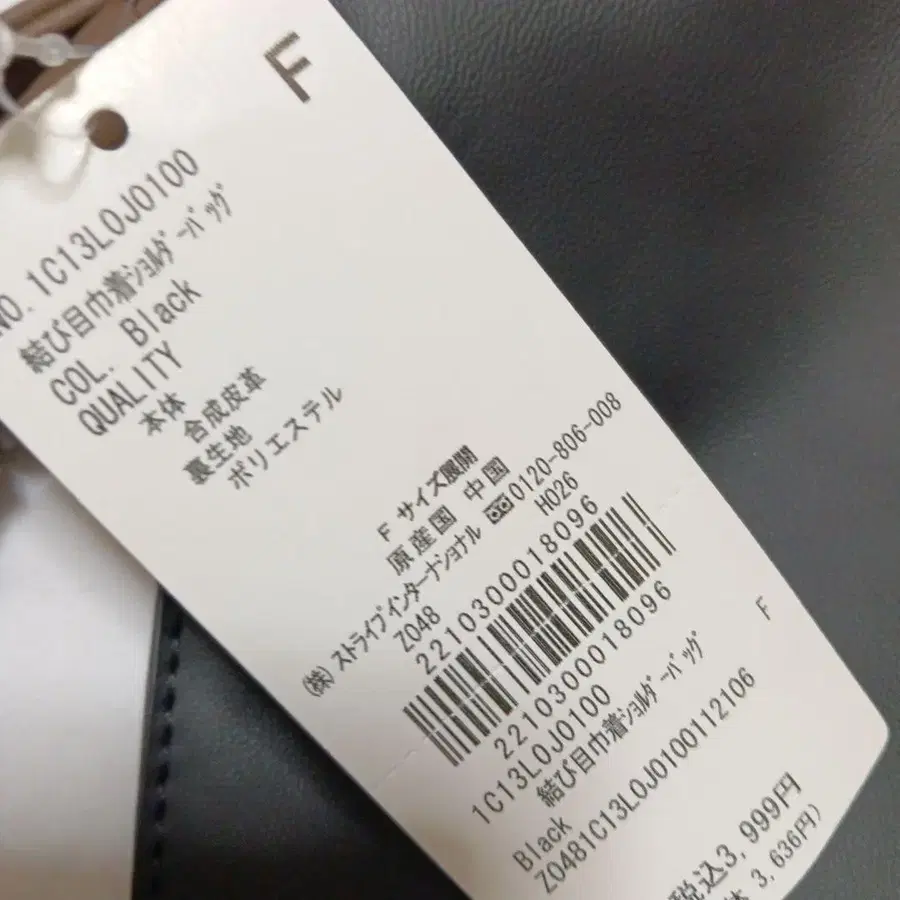 F
NO. 1C13L0J0100
結び目巾着ショルダーバッグ
COL. Black
QUALITY
本体
合成皮革
裏生地
ポリエステル
F サイズ展開
原産国 中国
(株) ストライプインターナショナル 0120-806-008
Z048 H026
2210300018096
2210300018096
1C13L0J0100 F
結び目巾着ショルダーバッグ
Black
Z0481C13L0J0100112106
税込3,999円
体 3,636円)